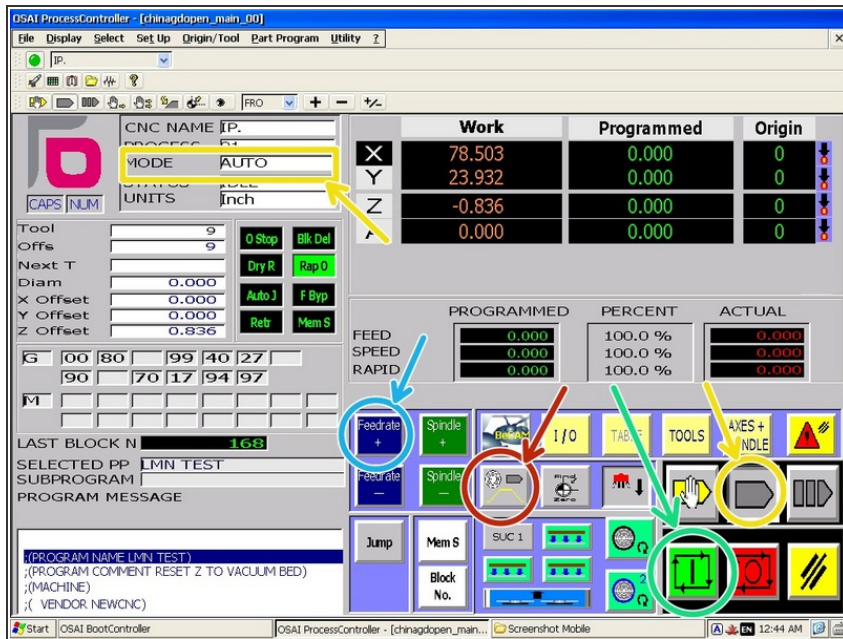 OSAI ProcessController - [chinagdopen_main_00]
File Display Select Set Up Origin/Tool Part Program Utility ?
IP.
FRO
CNC NAME IP.
MODE AUTO
UNITS Inch
CAPS NUM
Work Programmed Origin
X 78.503 0.000 0
Y 23.932 0.000 0
Z -0.836 0.000 0
0.000 0.000 0
Tool 9
Offs 9
Next T
Diam 0.000
X Offset 0.000
Y Offset 0.000
Z Offset 0.836
O Stop Blk Del
Dry R Rap O
Auto J F Byp
Retr Mem S
PROGRAMMED PERCENT ACTUAL
FEED 0.000 100.0 % 0.000
SPEED 0.000 100.0 % 0.000
RAPID 0.000 100.0 % 0.000
G 00 80 99 40 27
90 70 17 94 97
M
LAST BLOCK N 168
SELECTED PP LMN TEST
SUBPROGRAM
PROGRAM MESSAGE
;(PROGRAM NAME LMN TEST)
;(PROGRAM COMMENT RESET Z TO VACUUM BED)
;(MACHINE)
;( VENDOR NEWCNC)
Feedrate +
Spindle +
I/O
TABLE
TOOLS
AXES +
Feedrate −
Spindle −
Find Zero
Jump
Mem S
Block No.
SUC 1
2
Start OSAI BootController OSAI ProcessController - [chinagdopen_main... Screenshot Mobile A EN 12:44 AM